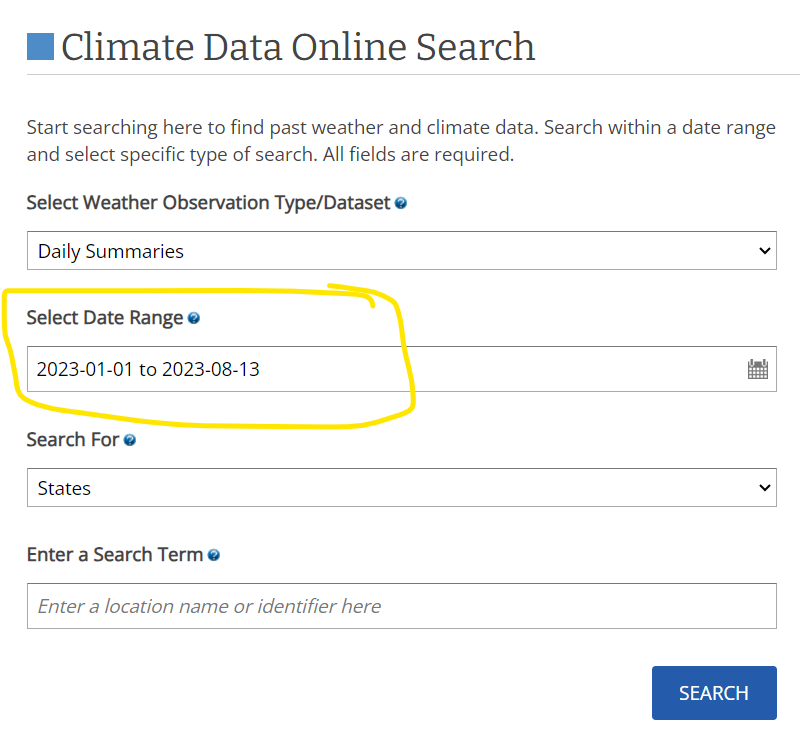 Climate Data Online Search
Start searching here to find past weather and climate data. Search within a date range
and select specific type of search. All fields are required.
Select Weather Observation Type/Dataset ?
Daily Summaries
Select Date Range ?
2023-01-01 to 2023-08-13
Search For ?
States
Enter a Search Term ?
Enter a location name or identifier here
SEARCH